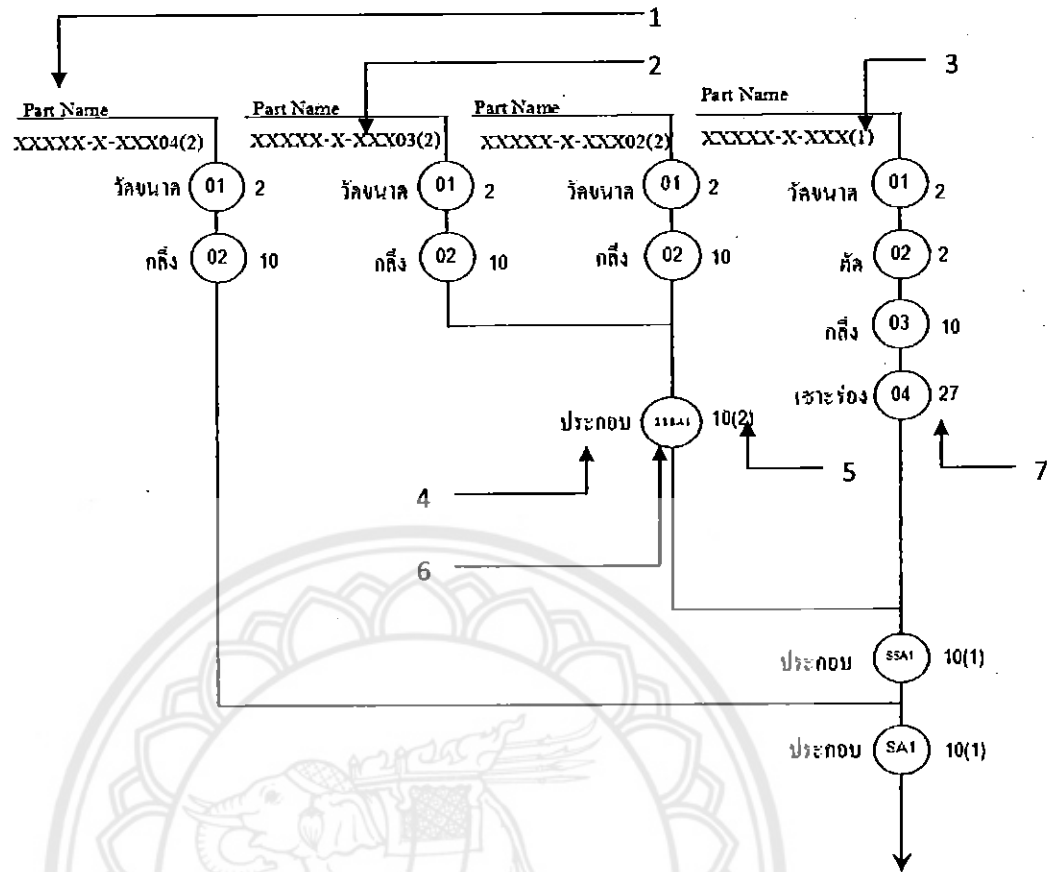 1
2
3
Part Name
Part Name
Part Name
Part Name
XXXXX-X-XXX04(2)
XXXXX-X-XXX03(2)
XXXXX-X-XXX02(2)
XXXXX-X-XXX(1)
วัดขนาด 01 2
วัดขนาด 01 2
วัดขนาด 01 2
วัดขนาด 01 2
กลึง 02 10
กลึง 02 10
กลึง 02 10
ตัด 02 2
กลึง 03 10
เซาะร่อง 04 27
ประกอบ 10(2)
4
5
7
6
ประกอบ SSA1 10(1)
ประกอบ SA1 10(1)